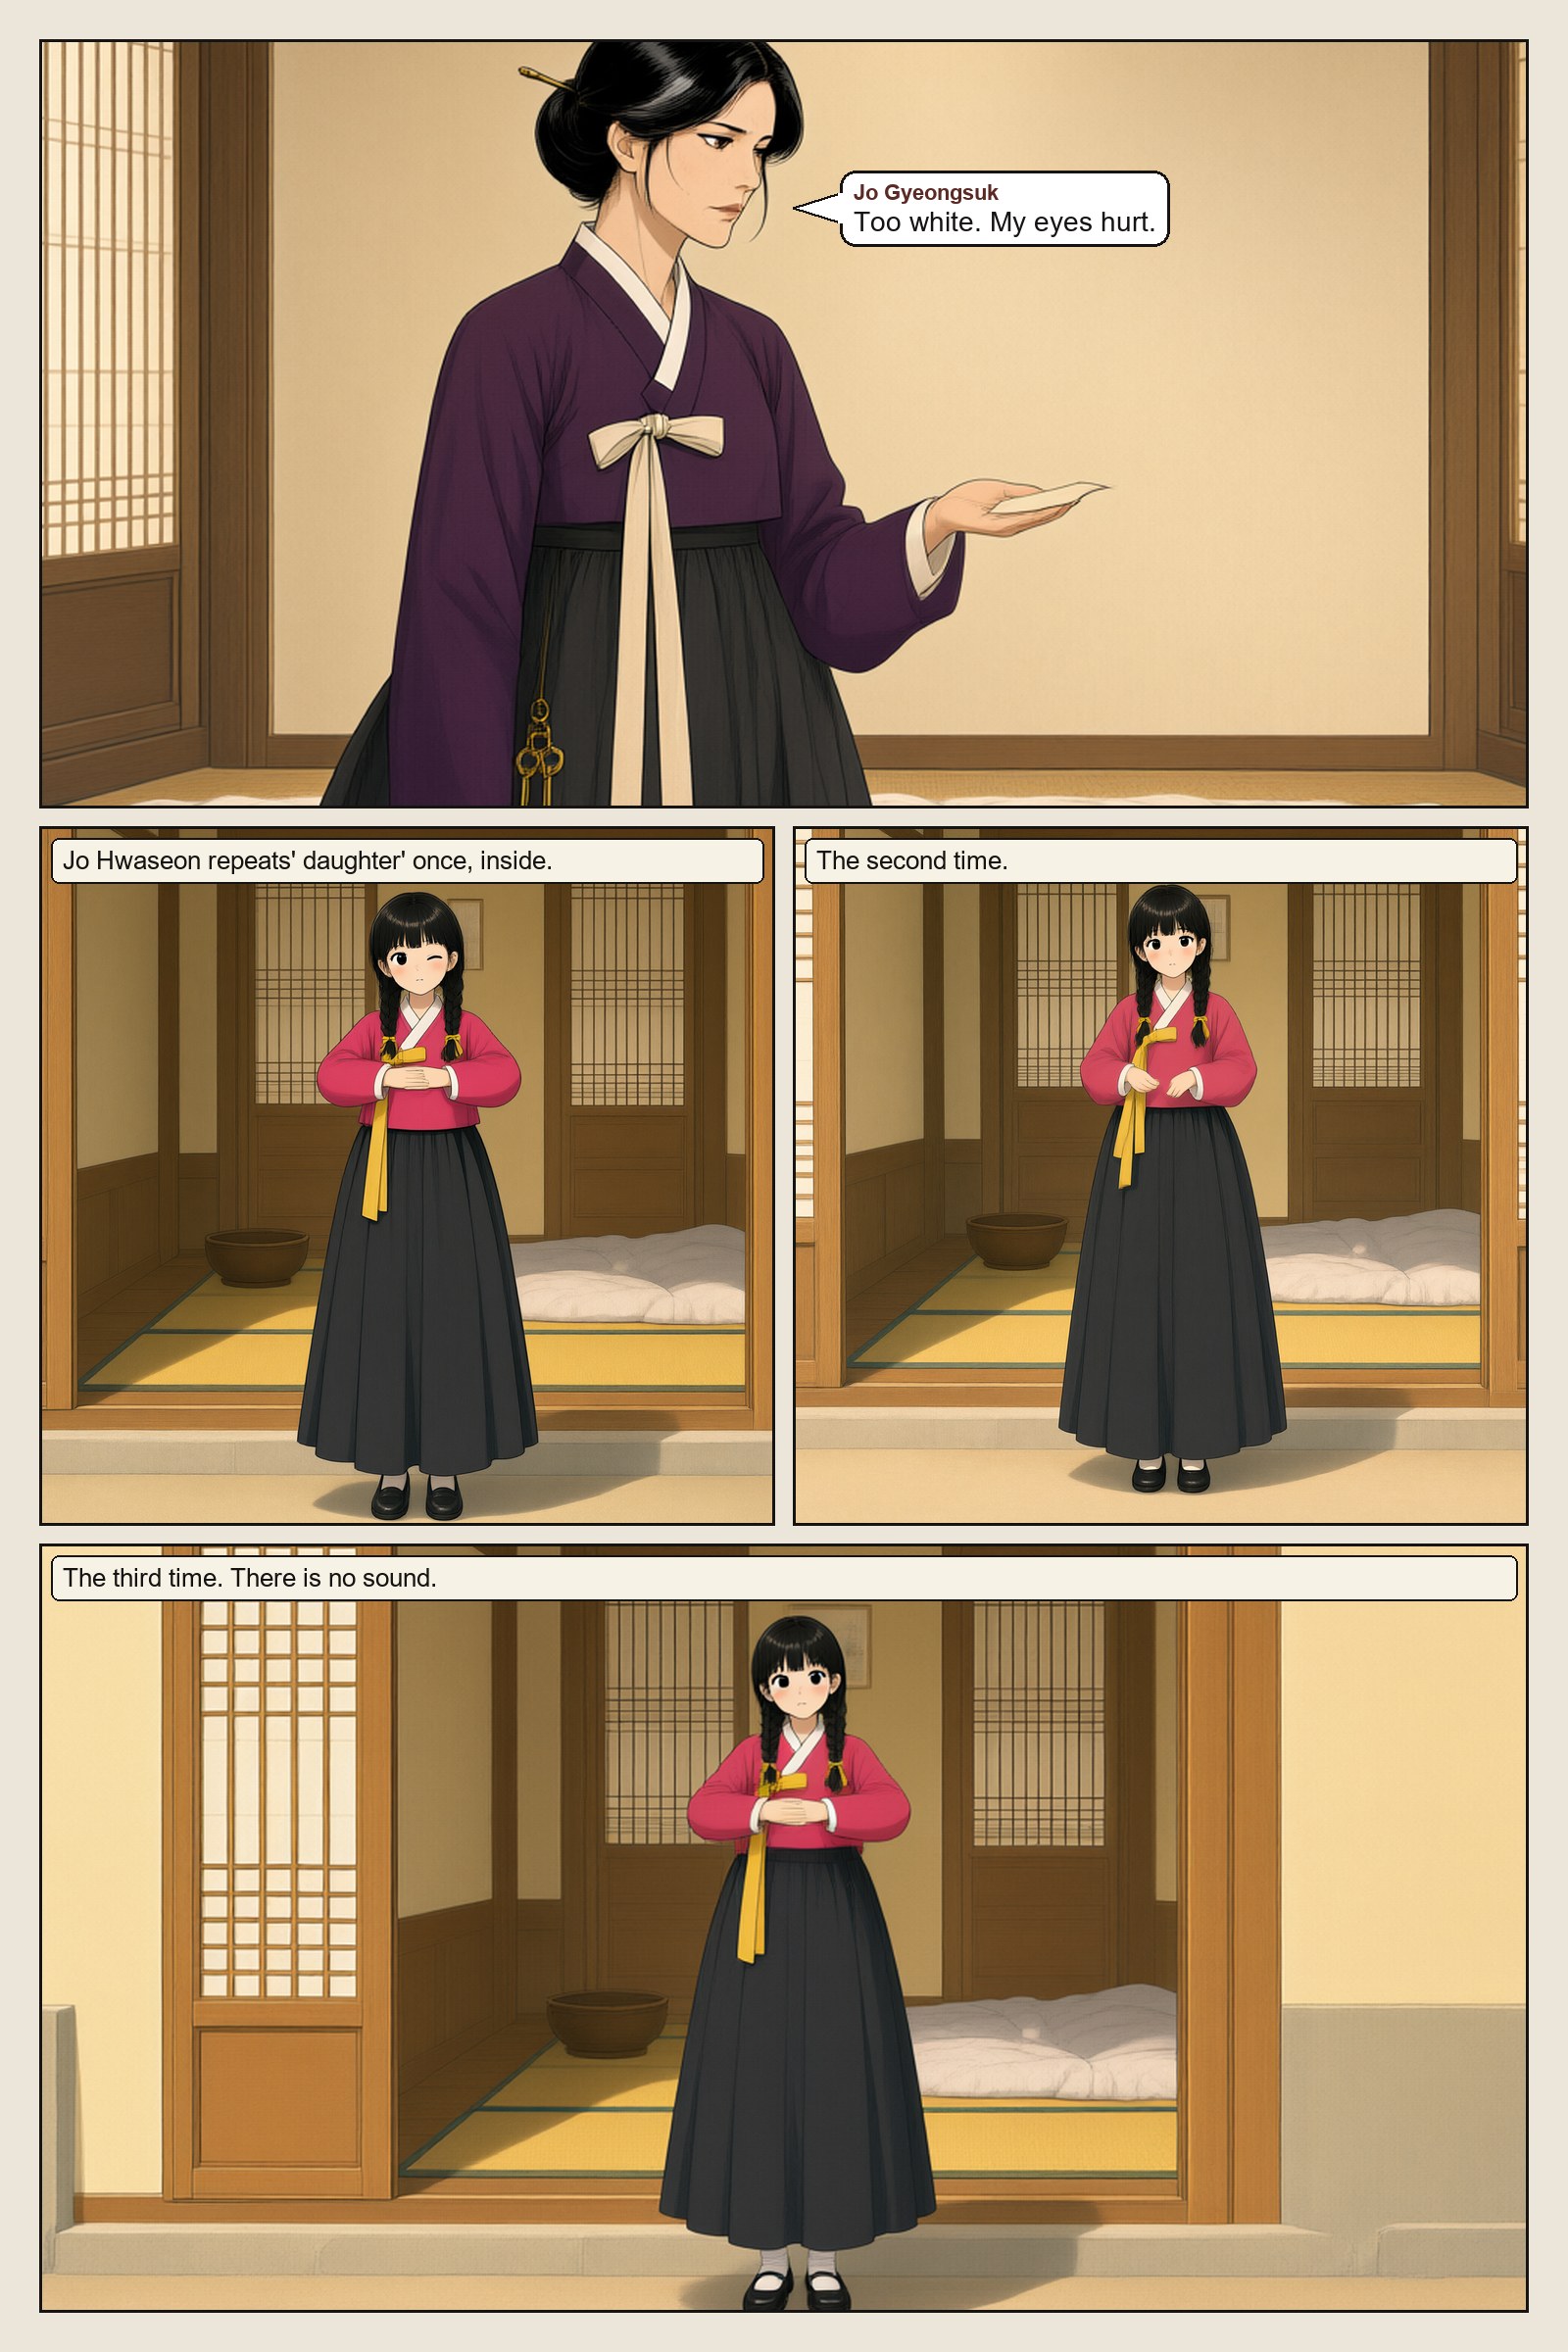 Jo Gyeongsuk
Too white. My eyes hurt.
Jo Hwaseon repeats' daughter' once, inside.
The second time.
The third time. There is no sound.